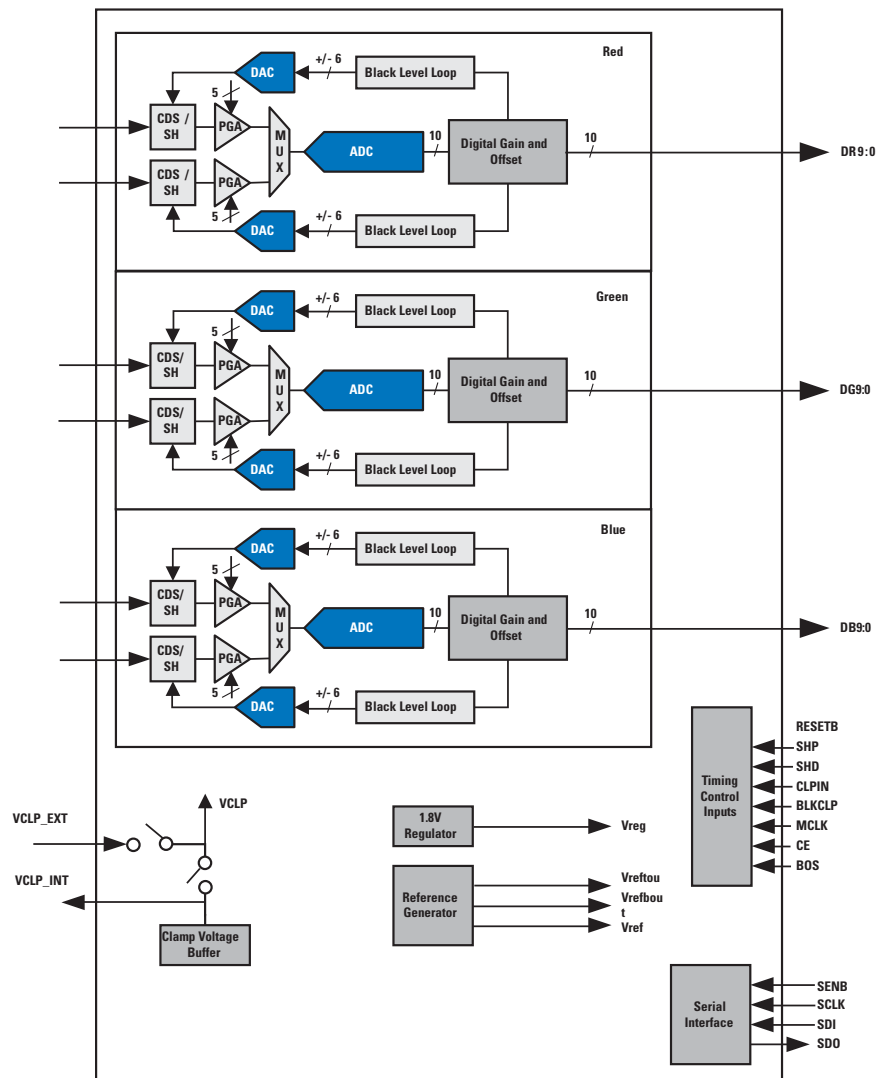 Red
DAC
+/- 6
Black Level Loop
5
CDS /
SH
PGA
MUX
ADC
10
Digital Gain and
Offset
10
DR9:0
CDS /
SH
PGA
5
DAC
+/- 6
Black Level Loop
Green
DAC
+/- 6
Black Level Loop
5
CDS/
SH
PGA
MUX
ADC
10
Digital Gain and
Offset
10
DG9:0
CDS/
SH
PGA
5
DAC
+/- 6
Black Level Loop
Blue
DAC
+/- 6
Black Level Loop
5
CDS/
SH
PGA
MUX
ADC
10
Digital Gain and
Offset
10
DB9:0
CDS/
SH
PGA
5
DAC
+/- 6
Black Level Loop
Timing
Control
Inputs
RESETB
SHP
SHD
CLPIN
BLKCLP
MCLK
CE
BOS
VCLP_EXT
VCLP
VCLP_INT
Clamp Voltage
Buffer
1.8V
Regulator
Vreg
Reference
Generator
Vreftou
Vrefbou
t
Vref
Serial
Interface
SENB
SCLK
SDI
SDO